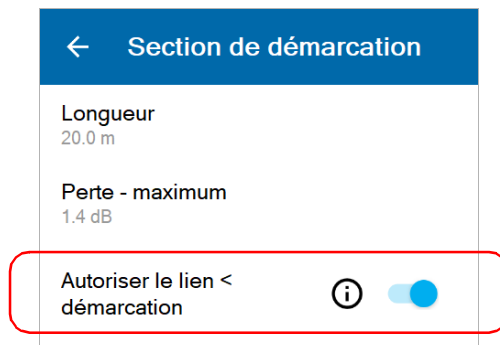 Section de démarcation
Longueur
20.0 m
Perte - maximum
1.4 dB
Autoriser le lien <
démarcation